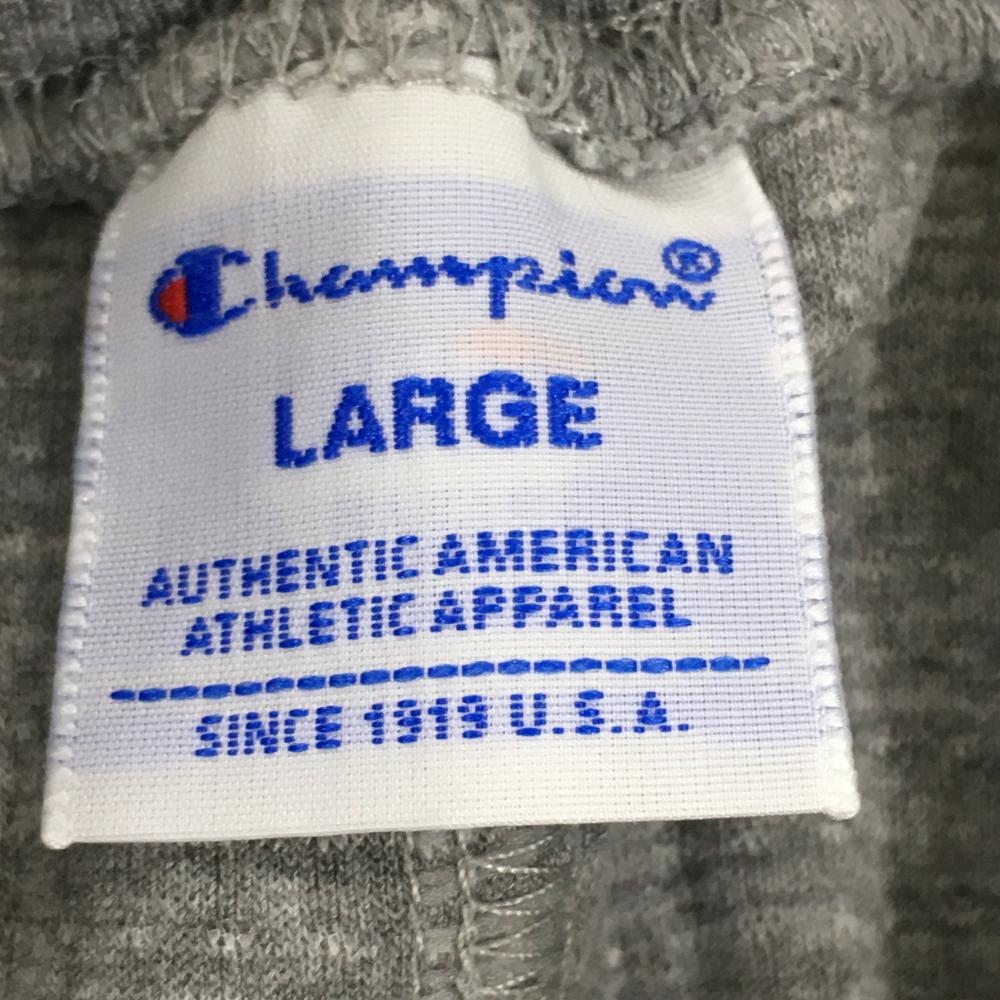 Champion®
LARGE
AUTHENTIC AMERICAN
ATHLETIC APPAREL
SINCE 1919 U.S.A.